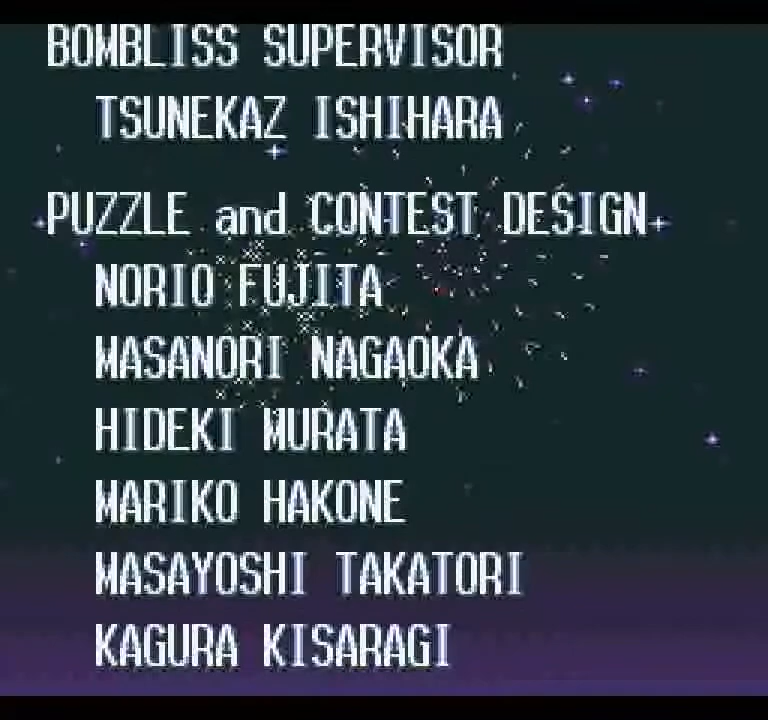 BOMBLISS SUPERVISOR
TSUNEKAZ ISHIHARA
PUZZLE and CONTEST DESIGN
NORIO FUJITA
MASANORI NAGAOKA
HIDEKI MURATA
MARIKO HAKONE
MASAYOSHI TAKATORI
KAGURA KISARAGI